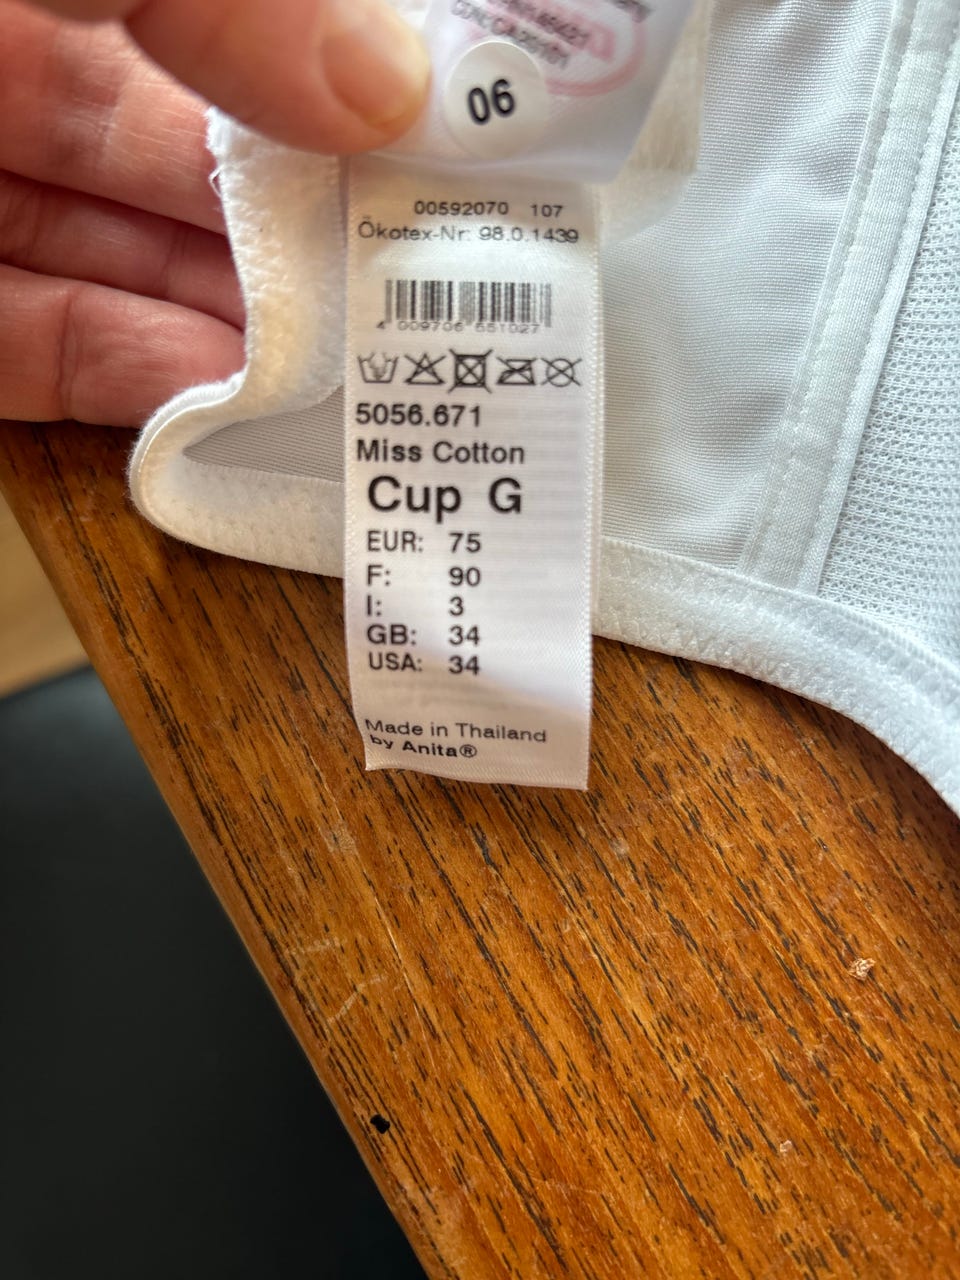 06
00592070 107
Ökotex-Nr: 98.0.1439
4 009706 551027
5056.671
Miss Cotton
Cup G
EUR: 75
F: 90
I: 3
GB: 34
USA: 34
Made in Thailand
by Anita®